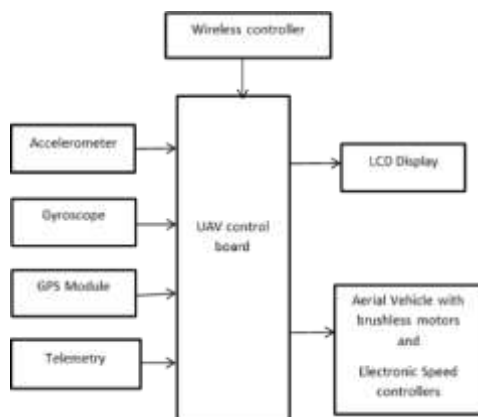 Wireless controller
Accelerometer
Gyroscope
GPS Module
Telemetry
UAV control
board
LCD Display
Aerial Vehicle with
brushless motors
and
Electronic Speed
controllers